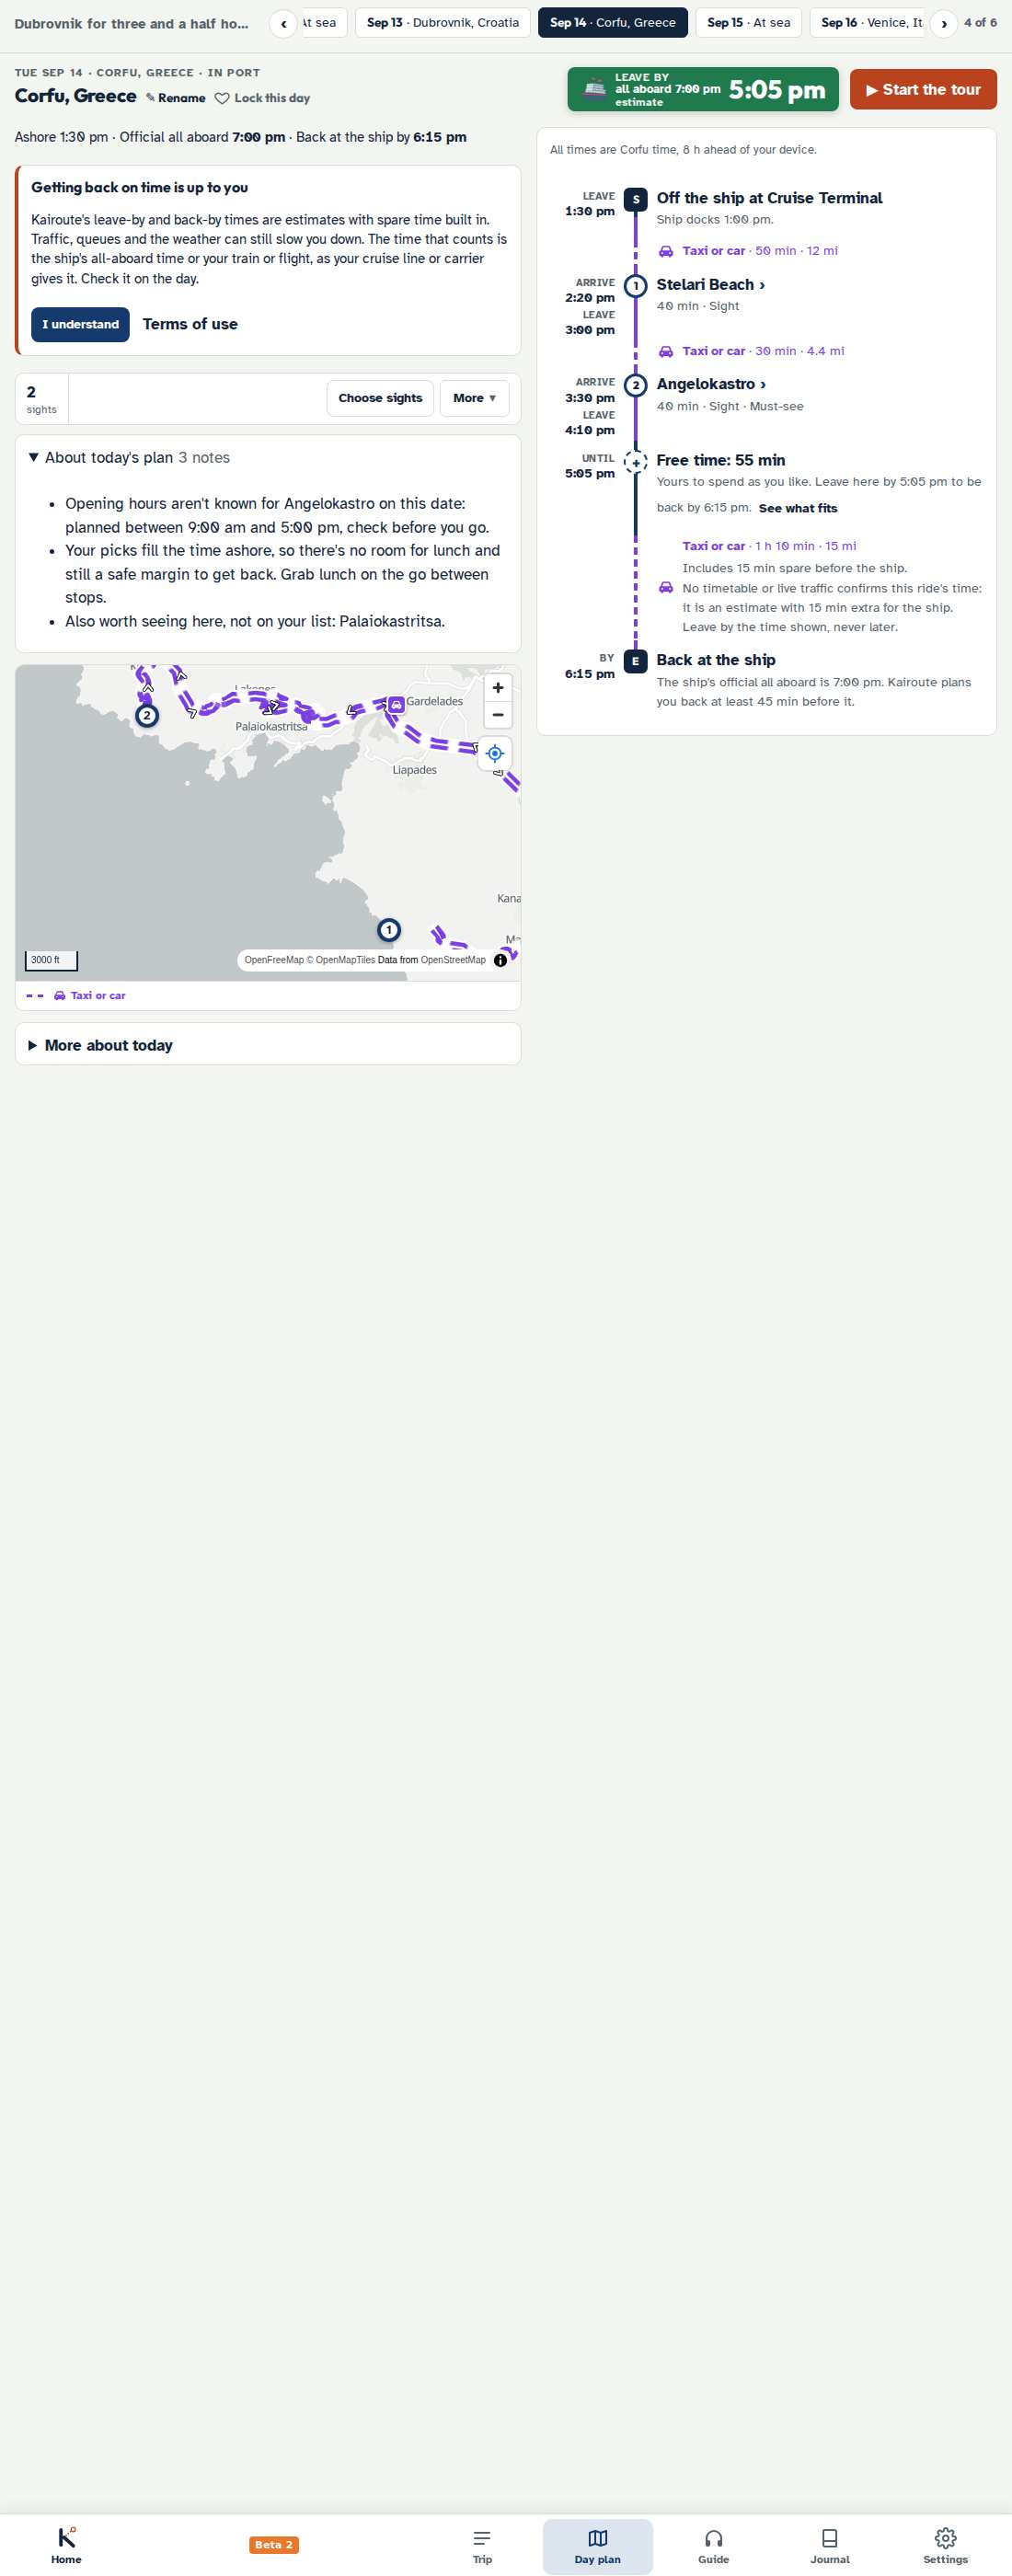 Dubrovnik for three and a half ho...
‹
At sea
Sep 13 · Dubrovnik, Croatia
Sep 14 · Corfu, Greece
Sep 15 · At sea
Sep 16 · Venice, It
›
4 of 6
TUE SEP 14 · CORFU, GREECE · IN PORT
Corfu, Greece
✎ Rename
Lock this day
LEAVE BY
all aboard 7:00 pm
estimate
5:05 pm
▶ Start the tour
Ashore 1:30 pm · Official all aboard 7:00 pm · Back at the ship by 6:15 pm
Getting back on time is up to you
Kairoute's leave-by and back-by times are estimates with spare time built in.
Traffic, queues and the weather can still slow you down. The time that counts is
the ship's all-aboard time or your train or flight, as your cruise line or carrier
gives it. Check it on the day.
I understand
Terms of use
2
sights
Choose sights
More ▼
▼ About today's plan 3 notes
• Opening hours aren't known for Angelokastro on this date:
planned between 9:00 am and 5:00 pm, check before you go.
• Your picks fill the time ashore, so there's no room for lunch and
still a safe margin to get back. Grab lunch on the go between
stops.
• Also worth seeing here, not on your list: Palaiokastritsa.
2
Lakones
Palaiokastritsa
Gardelades
Liapades
+
−
Kana
1
3000 ft
OpenFreeMap © OpenMapTiles Data from OpenStreetMap
Taxi or car
▶ More about today
All times are Corfu time, 8 h ahead of your device.
LEAVE
1:30 pm
S
Off the ship at Cruise Terminal
Ship docks 1:00 pm.
Taxi or car · 50 min · 12 mi
ARRIVE
2:20 pm
LEAVE
3:00 pm
1
Stelari Beach ›
40 min · Sight
Taxi or car · 30 min · 4.4 mi
ARRIVE
3:30 pm
LEAVE
4:10 pm
2
Angelokastro ›
40 min · Sight · Must-see
UNTIL
5:05 pm
+
Free time: 55 min
Yours to spend as you like. Leave here by 5:05 pm to be
back by 6:15 pm. See what fits
Taxi or car · 1 h 10 min · 15 mi
Includes 15 min spare before the ship.
No timetable or live traffic confirms this ride's time:
it is an estimate with 15 min extra for the ship.
Leave by the time shown, never later.
BY
6:15 pm
E
Back at the ship
The ship's official all aboard is 7:00 pm. Kairoute plans
you back at least 45 min before it.
Home
Beta 2
Trip
Day plan
Guide
Journal
Settings